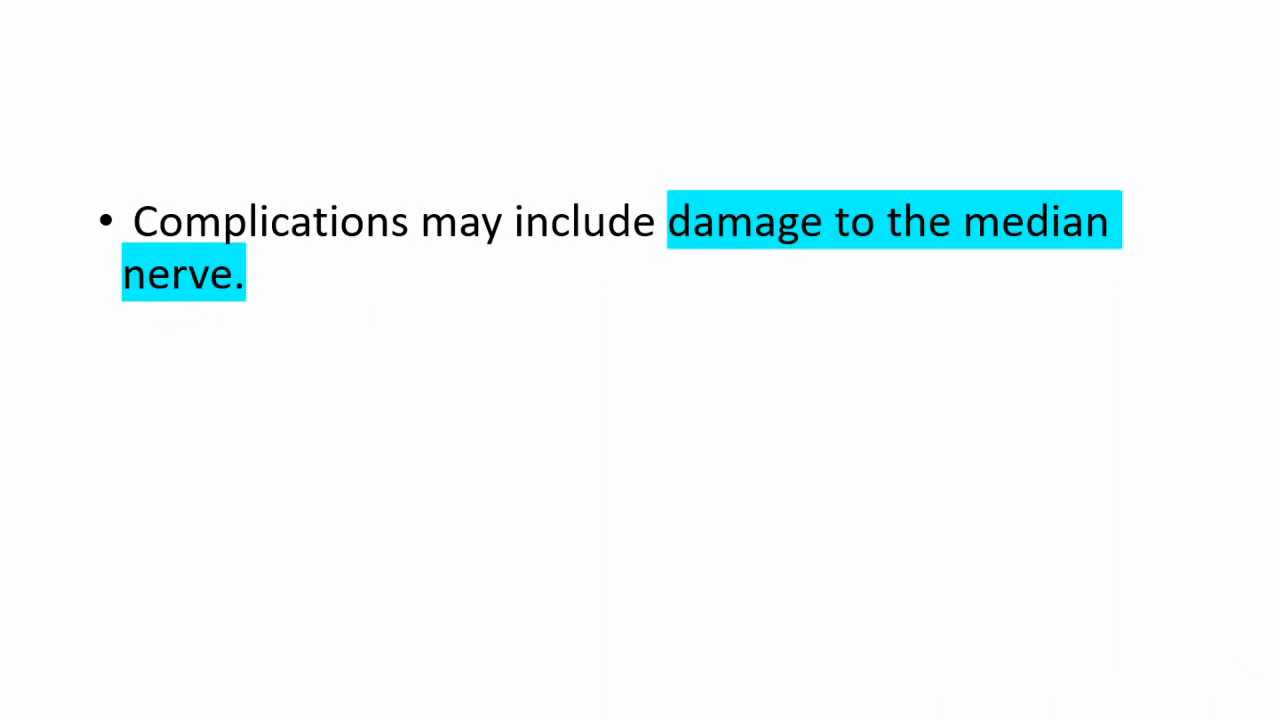 • Complications may include damage to the median
nerve.